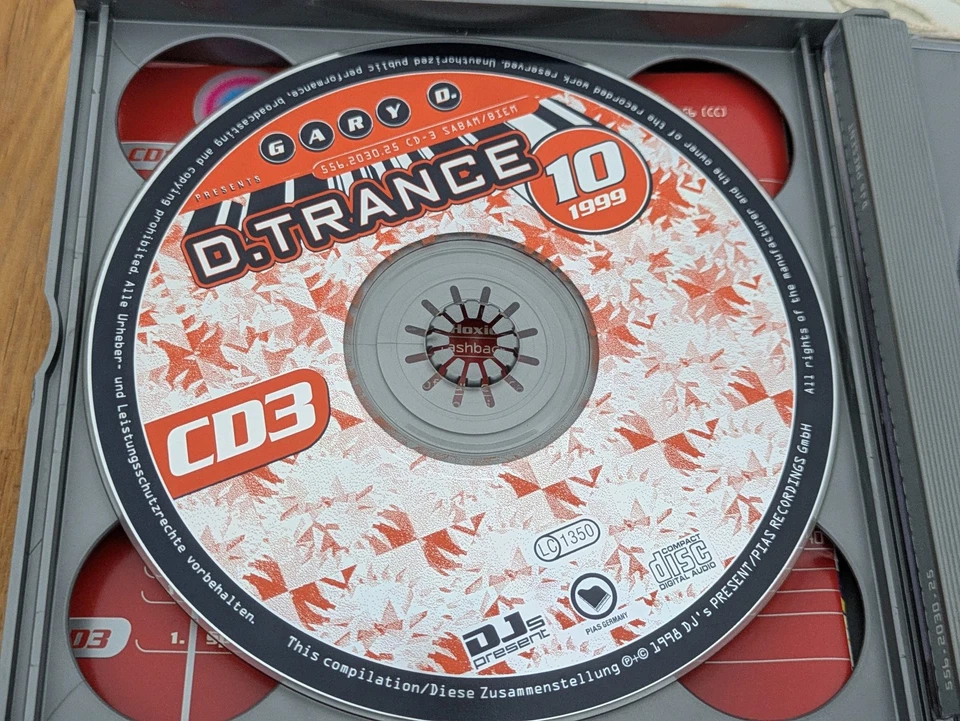 GARY D.
PRESENTS
556.2030.25 CD-3 SABAM/BIEM
D.TRANCE
10
1999
CD3
LC 1350
COMPACT
disc
DIGITAL AUDIO
PIAS GERMANY
DJs
present
All rights of the manufacturer and the owner of the recorded work reserved. Unauthorized public performance, broadcasting and copying prohibited. Alle Urheber- und Leistungsschutzrechte vorbehalten.
This compilation/Diese Zusammenstellung ℗+© 1998 DJ's PRESENT/PIAS RECORDINGS GmbH
CD3
1.
556.2030.25